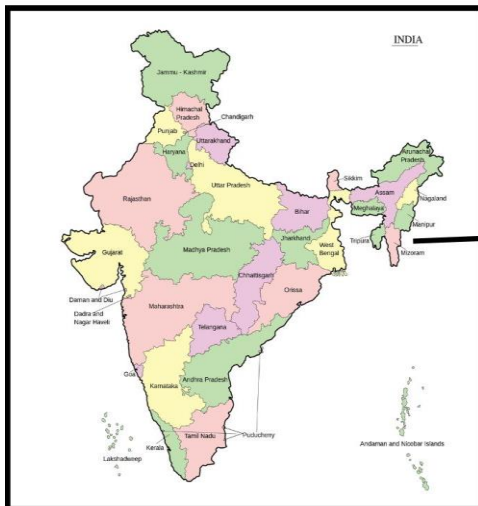 INDIA
Jammu - Kashmir
Himachal
Pradesh
Punjab
Chandigarh
Uttarakhand
Haryana
Delhi
Arunachal
Pradesh
Sikkim
Rajasthan
Uttar Pradesh
Assam
Nagaland
Bihar
Meghalaya
Manipur
Jharkhand
Tripura
West
Bengal
Mizoram
Gujarat
Madhya Pradesh
Chhattisgarh
Daman and Diu
Orissa
Dadra and
Nagar Haveli
Maharashtra
Telangana
Goa
Karnataka
Andhra Pradesh
Puducherry
Tamil Nadu
Kerala
Lakshadweep
Andaman and Nicobar Islands